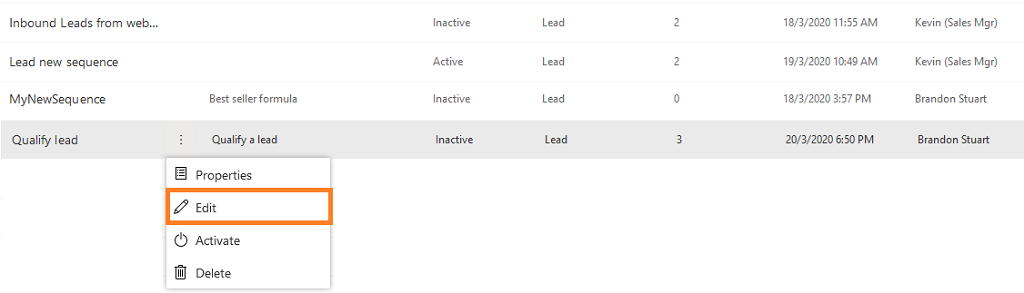 Inbound Leads from web... Inactive Lead 2 18/3/2020 11:55 AM Kevin (Sales Mgr)
Lead new sequence Active Lead 2 19/3/2020 10:49 AM Kevin (Sales Mgr)
MyNewSequence Best seller formula Inactive Lead 0 18/3/2020 3:57 PM Brandon Stuart
Qualify lead Qualify a lead Inactive Lead 3 20/3/2020 6:50 PM Brandon Stuart
Properties
Edit
Activate
Delete